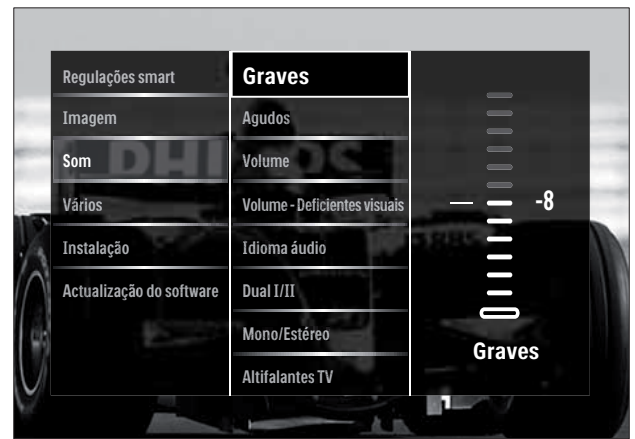 Regulações smart
Imagem
Som
Vários
Instalação
Actualização do software
Graves
Agudos
Volume
Volume - Deficientes visuais
Idioma áudio
Dual I/II
Mono/Estéreo
Altifalantes TV
-8
Graves